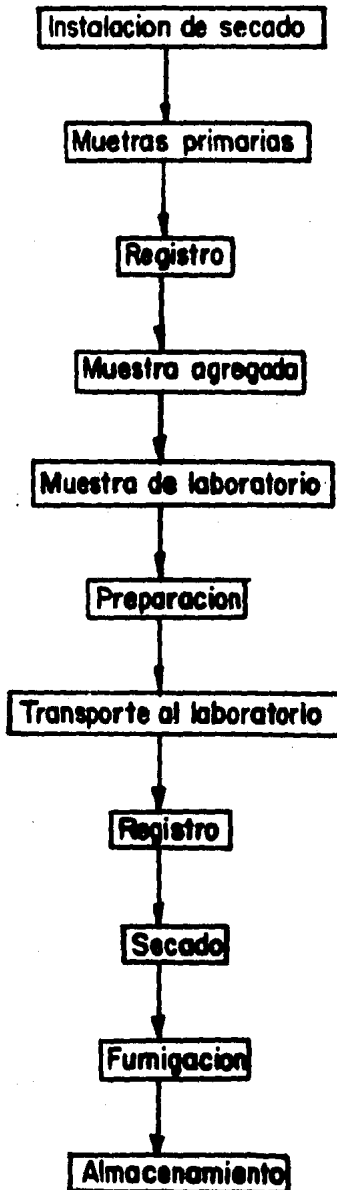 Instalacion de secado
Muetras primarias
Registro
Muestra agregada
Muestra de laboratorio
Preparacion
Transporte al laboratorio
Registro
Secado
Fumigacion
Almacenamiento